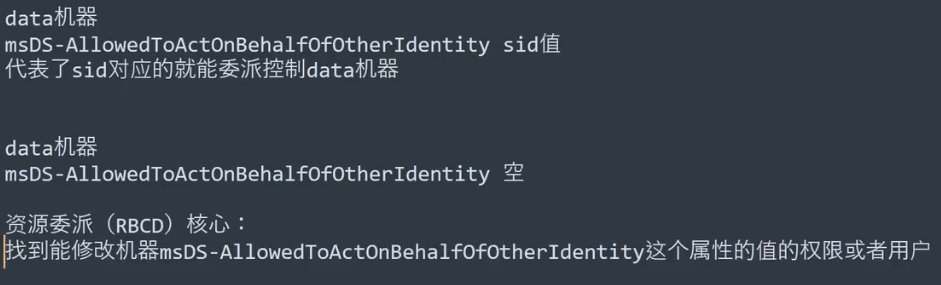 data机器
msDS-AllowedToActOnBehalfOfOtherIdentity sid值
代表了sid对应的就能委派控制data机器
data机器
msDS-AllowedToActOnBehalfOfOtherIdentity 空
资源委派（RBCD）核心：
找到能修改机器msDS-AllowedToActOnBehalfOfOtherIdentity这个属性的值的权限或者用户